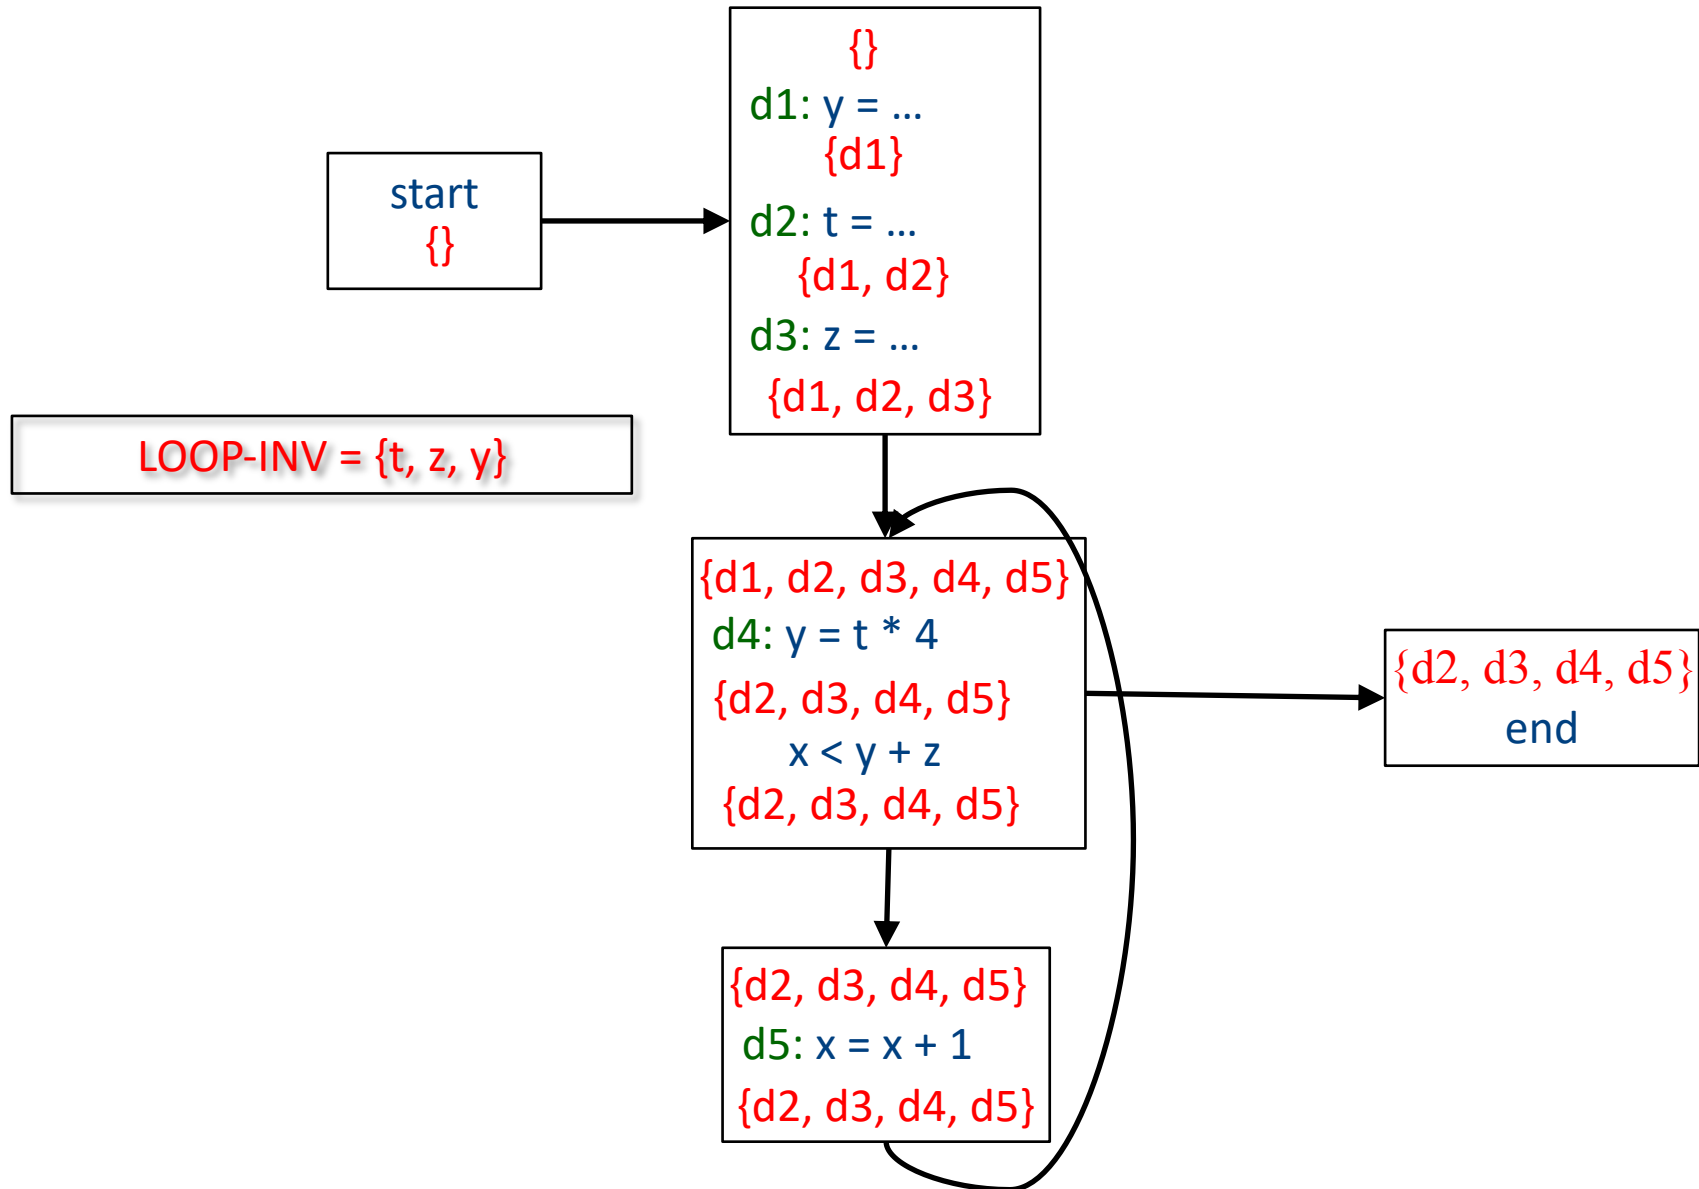 {}
d1: y = ...
{d1}
d2: t = ...
{d1, d2}
d3: z = ...
{d1, d2, d3}
start
{}
LOOP-INV = {t, z, y}
{d1, d2, d3, d4, d5}
d4: y = t * 4
{d2, d3, d4, d5}
x < y + z
{d2, d3, d4, d5}
{d2, d3, d4, d5}
end
{d2, d3, d4, d5}
d5: x = x + 1
{d2, d3, d4, d5}